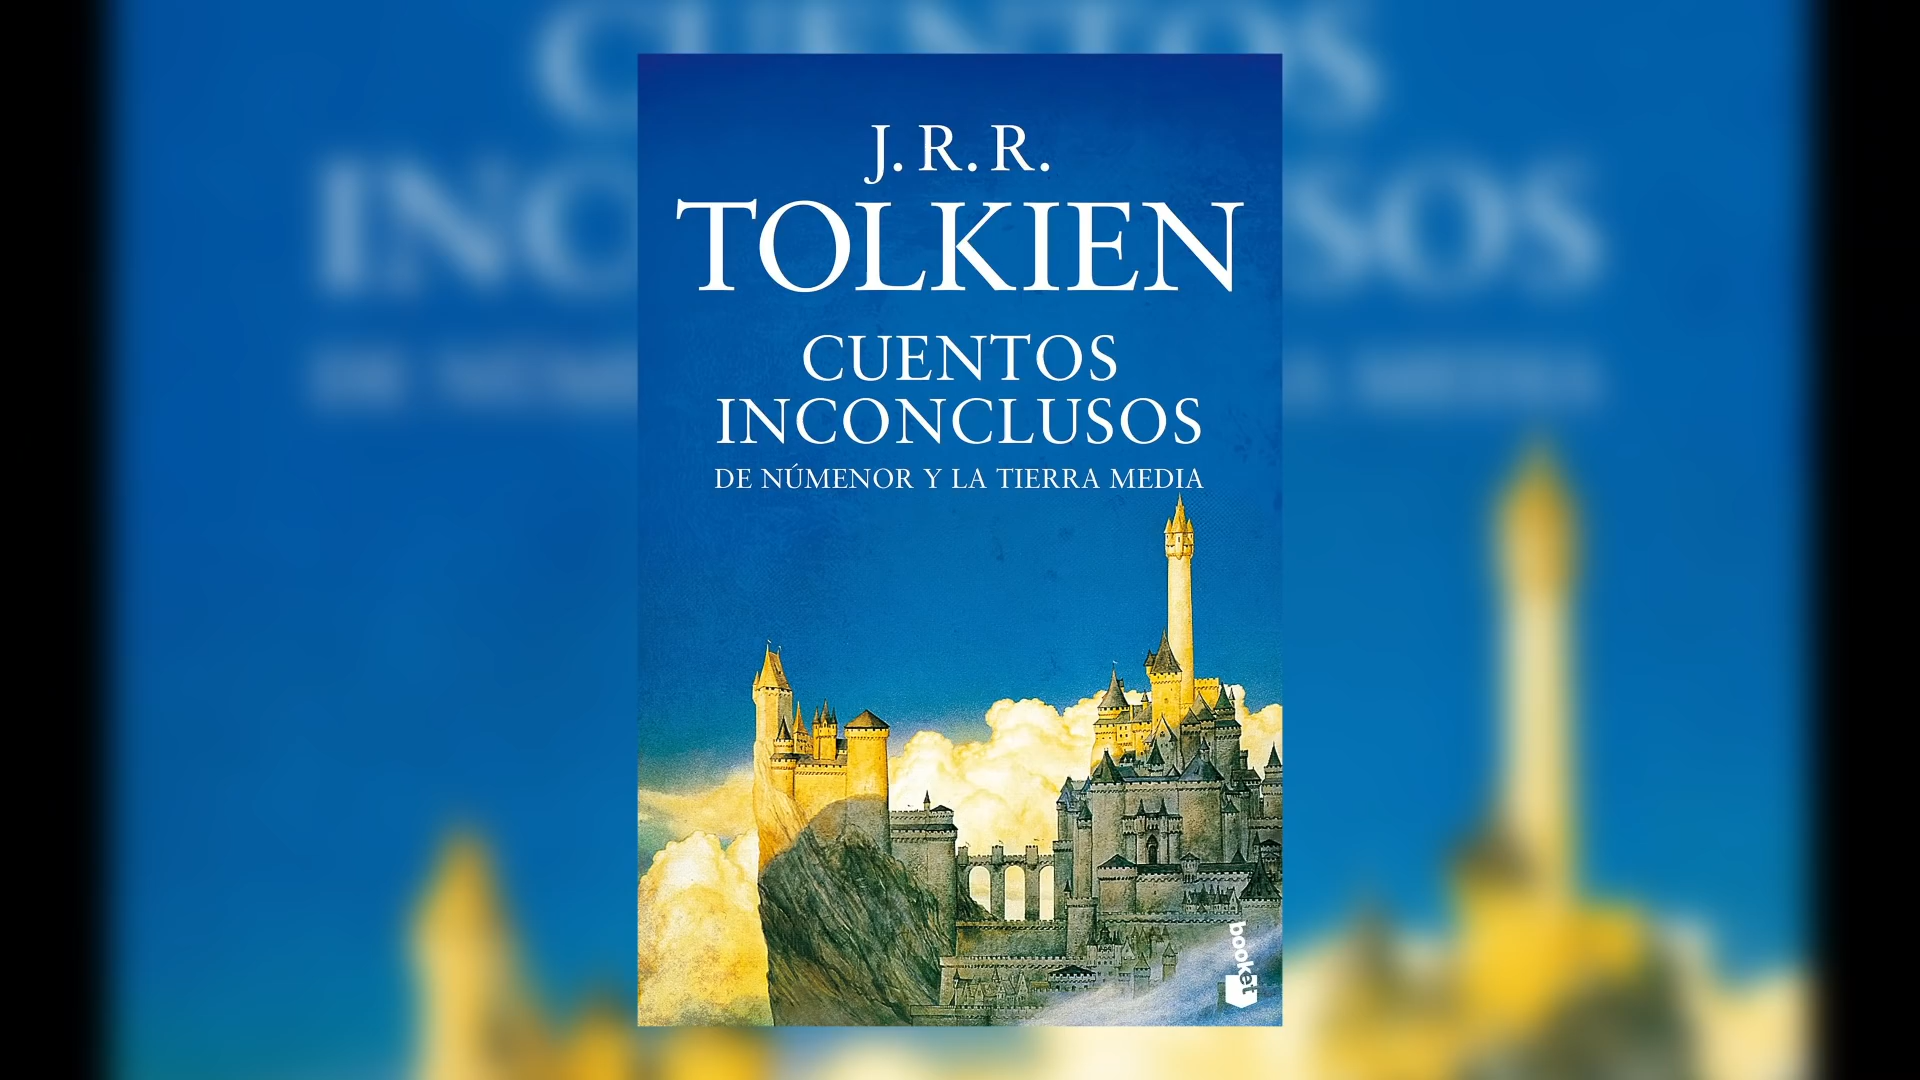 J. R. R.
TOLKIEN
CUENTOS
INCONCLUSOS
DE NÚMENOR Y LA TIERRA MEDIA
booket